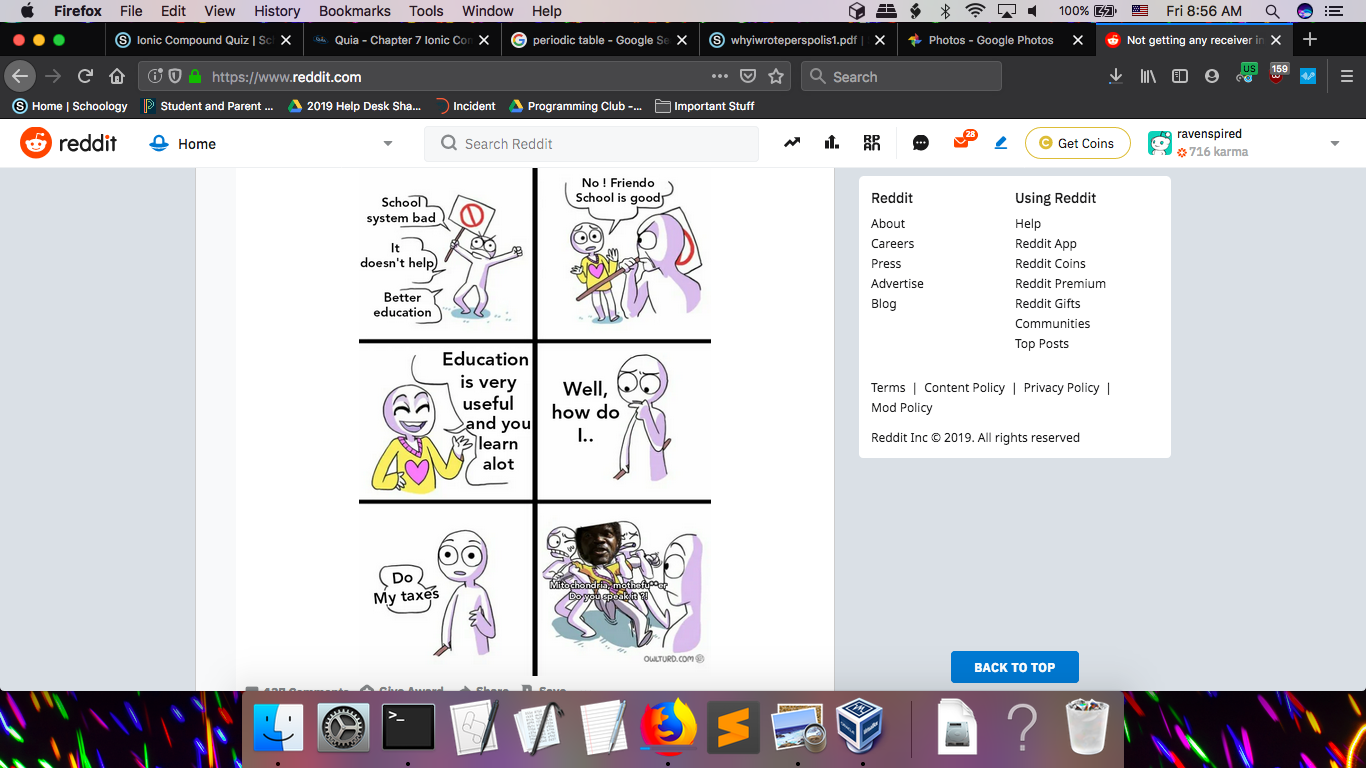 Firefox File Edit View History Bookmarks Tools Window Help 100% Fri 8:56 AM
Ionic Compound Quiz | Sc
Quia - Chapter 7 Ionic Con
periodic table - Google Se
whyiwroteperspolis1.pdf |
Photos - Google Photos
Not getting any receiver in
https://www.reddit.com
Search
US
159
Home | Schoology
Student and Parent ...
2019 Help Desk Sha...
Incident
Programming Club -...
Important Stuff
reddit
Home
Search Reddit
28
Get Coins
ravenspired
716 karma
School
system bad
It
doesn't help
Better
education
No ! Friendo
School is good
Education
is very
useful
and you
learn
alot
Well,
how do
I..
Do
My taxes
Mitochondria, mothefu**er
Do you speak it ?!
OWLTURD.COM
Comments Give Award Share Save
Reddit
About
Careers
Press
Advertise
Blog
Using Reddit
Help
Reddit App
Reddit Coins
Reddit Premium
Reddit Gifts
Communities
Top Posts
Terms | Content Policy | Privacy Policy |
Mod Policy
Reddit Inc © 2019. All rights reserved
BACK TO TOP
>_